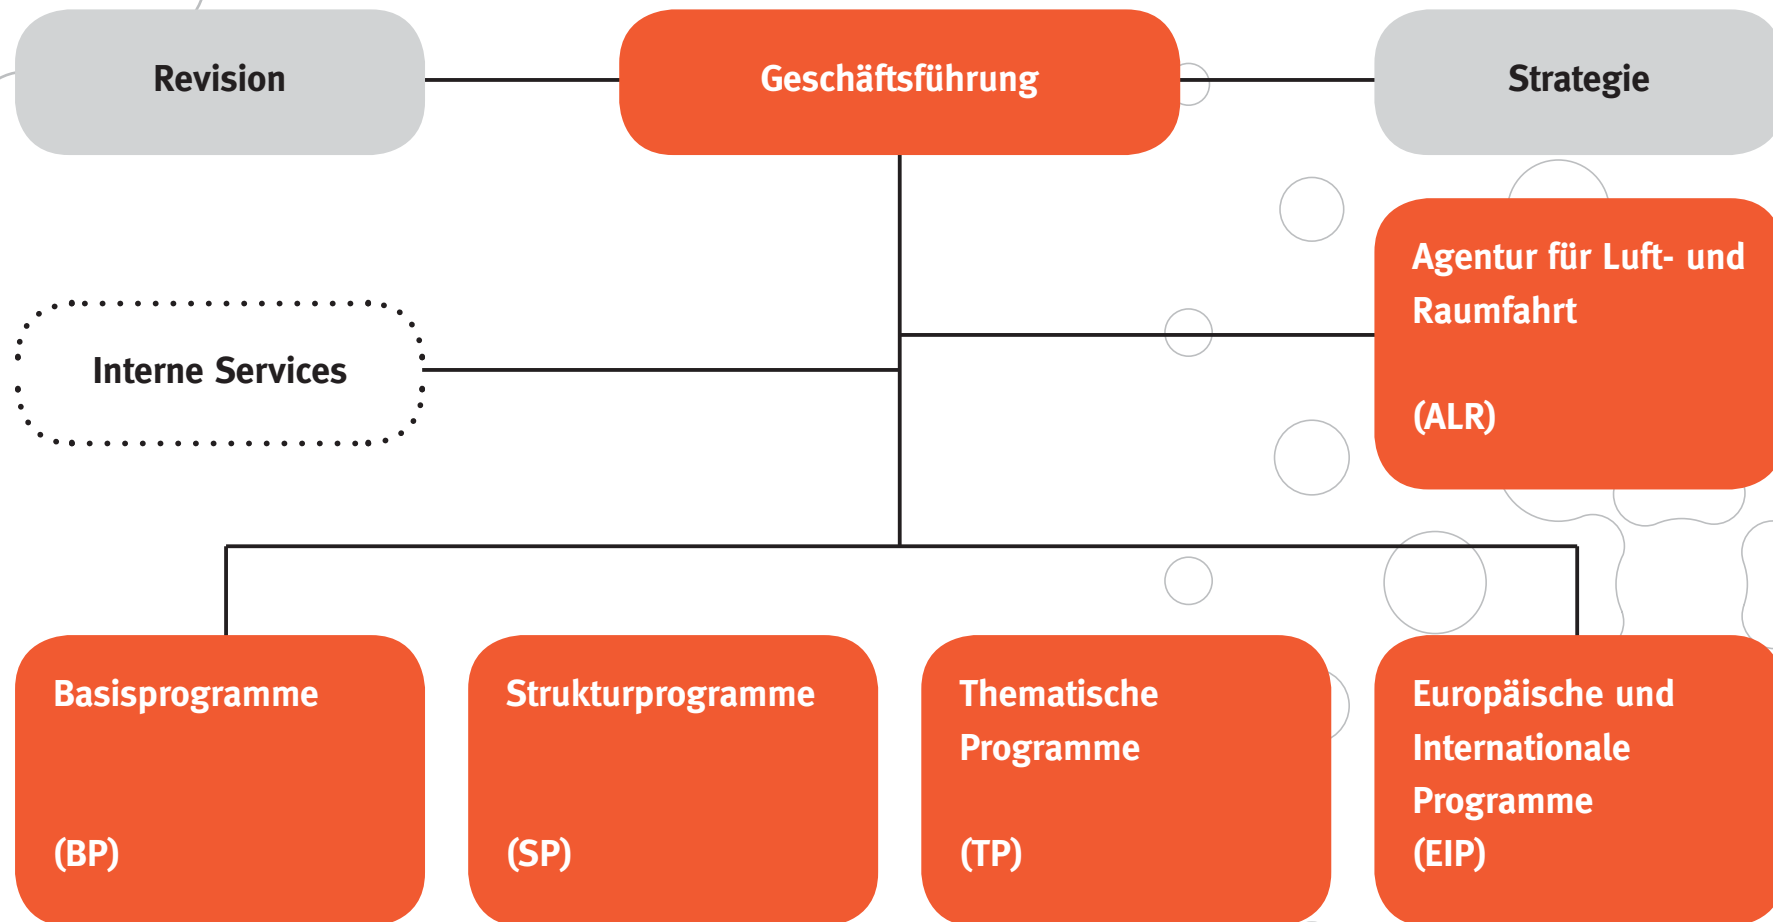 Revision
Geschäftsführung
Strategie
Agentur für Luft- und
Raumfahrt
(ALR)
Interne Services
Basisprogramme
(BP)
Strukturprogramme
(SP)
Thematische
Programme
(TP)
Europäische und
Internationale
Programme
(EIP)